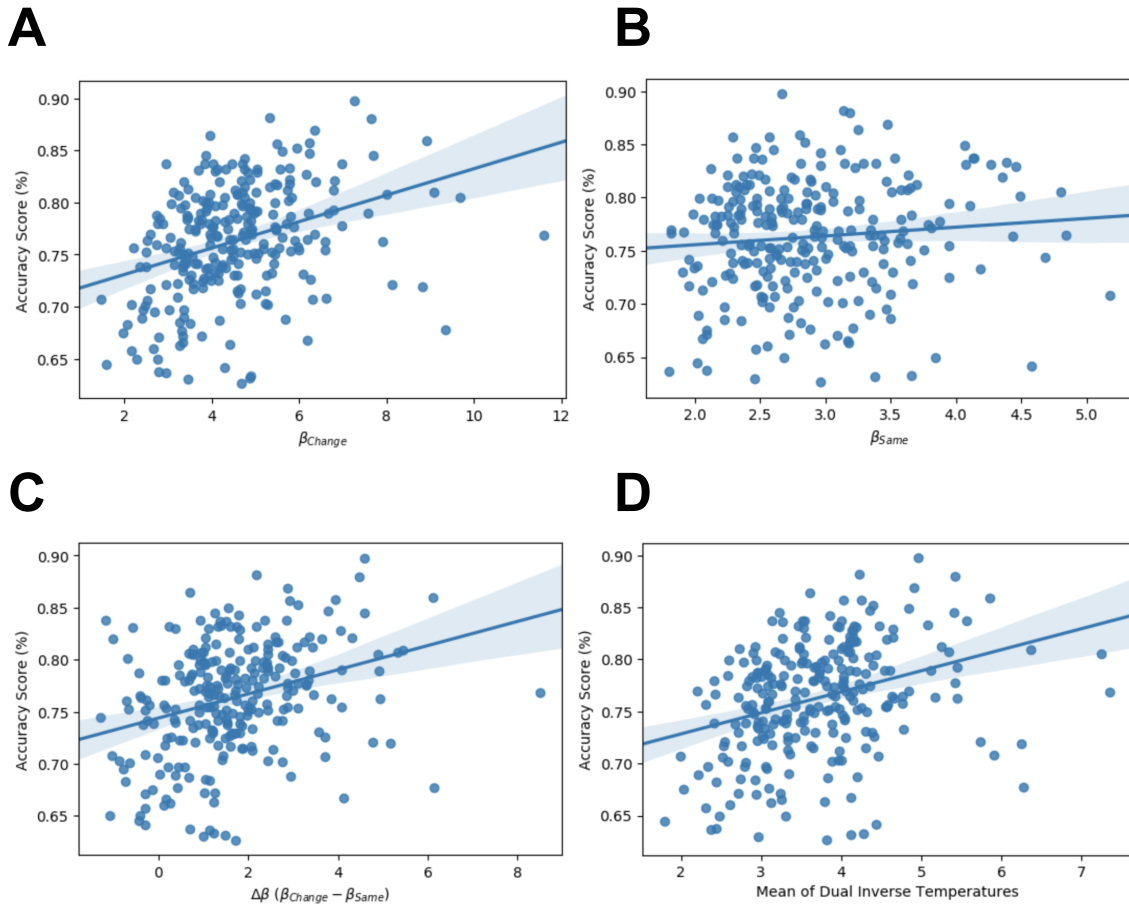 A
B
0.90
0.85
0.80
0.75
0.70
0.65
Accuracy Score (%)
2 4 6 8 10 12
βChange
0.90
0.85
0.80
0.75
0.70
0.65
Accuracy Score (%)
2.0 2.5 3.0 3.5 4.0 4.5 5.0
βSame
C
D
0.90
0.85
0.80
0.75
0.70
0.65
Accuracy Score (%)
0 2 4 6 8
Δβ (βChange − βSame)
0.90
0.85
0.80
0.75
0.70
0.65
Accuracy Score (%)
2 3 4 5 6 7
Mean of Dual Inverse Temperatures